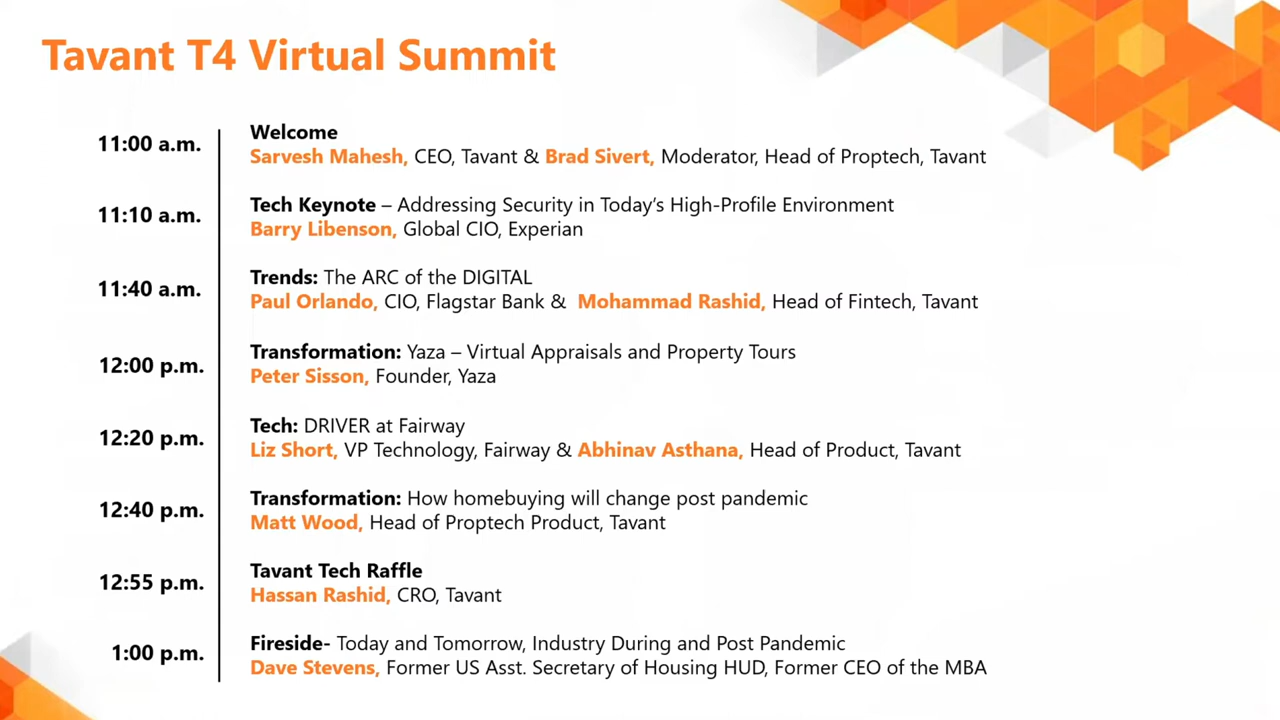 Tavant T4 Virtual Summit
11:00 a.m.
Welcome
Sarvesh Mahesh, CEO, Tavant & Brad Sivert, Moderator, Head of Proptech, Tavant
11:10 a.m.
Tech Keynote – Addressing Security in Today's High-Profile Environment
Barry Libenson, Global CIO, Experian
11:40 a.m.
Trends: The ARC of the DIGITAL
Paul Orlando, CIO, Flagstar Bank & Mohammad Rashid, Head of Fintech, Tavant
12:00 p.m.
Transformation: Yaza – Virtual Appraisals and Property Tours
Peter Sisson, Founder, Yaza
12:20 p.m.
Tech: DRIVER at Fairway
Liz Short, VP Technology, Fairway & Abhinav Asthana, Head of Product, Tavant
12:40 p.m.
Transformation: How homebuying will change post pandemic
Matt Wood, Head of Proptech Product, Tavant
12:55 p.m.
Tavant Tech Raffle
Hassan Rashid, CRO, Tavant
1:00 p.m.
Fireside- Today and Tomorrow, Industry During and Post Pandemic
Dave Stevens, Former US Asst. Secretary of Housing HUD, Former CEO of the MBA